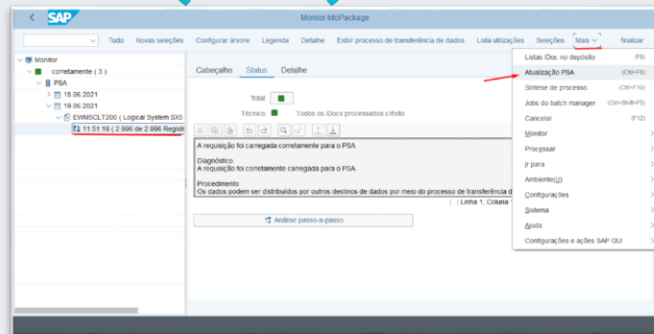 SAP
Monitor InfoPackage
Tudo Novas seleções Configurar árvore Legenda Detalhe Exibir processo de transferência de dados Lista utilizações Seleções Mais finalizar
Monitor
corretamente ( 3 )
PSA
18.06.2021
19.06.2021
EWMSCLT200 ( Logical System SX5
11:51:19 ( 2.996 de 2.996 Registr
Cabeçalho Status Detalhe
Total:
Técnico: Todos os IDocs processados c/êxito
A requisição foi carregada corretamente para o PSA
Diagnóstico
A requisição foi corretamente carregada para o PSA.
Procedimento
Os dados podem ser distribuídos por outros destinos de dados por meio do processo de transferência d
Linha 1, Coluna
Análise passo-a-passo
Listas IDoc no depósito (F9)
Atualização PSA (Ctrl+F8)
Síntese de processo (Ctrl+F10)
Jobs do batch manager (Ctrl+Shift+F5)
Cancelar (F12)
Monitor
Processar
Ir para
Ambiente(U)
Configurações
Sistema
Ajuda
Configurações e ações SAP GUI